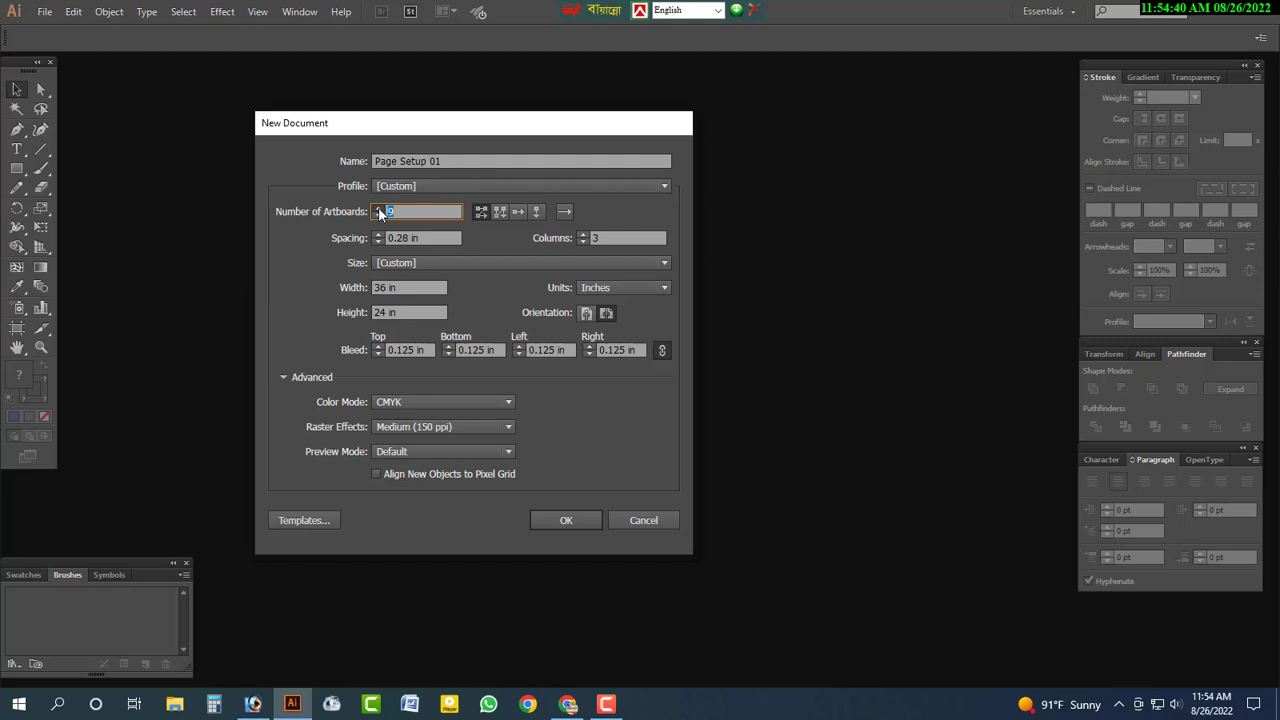 Ai File Edit Object Type Select Effect View Window Help Br St বায়ান্নো English Essentials 11:54:40 AM 08/26/2022
New Document
Name: Page Setup 01
Profile: [Custom]
Number of Artboards: 9
Spacing: 0.28 in Columns: 3
Size: [Custom]
Width: 36 in Units: Inches
Height: 24 in Orientation:
Top Bottom Left Right
Bleed: 0.125 in 0.125 in 0.125 in 0.125 in
Advanced
Color Mode: CMYK
Raster Effects: Medium (150 ppi)
Preview Mode: Default
Align New Objects to Pixel Grid
Templates... OK Cancel
Stroke Gradient Transparency
Weight:
Cap:
Corner: Limit: x
Align Stroke:
Dashed Line
dash gap dash gap dash gap
Arrowheads:
Scale: 100% 100%
Align:
Profile:
Transform Align Pathfinder
Shape Modes:
Expand
Pathfinders:
Character Paragraph OpenType
0 pt 0 pt
0 pt
0 pt 0 pt
Hyphenate
Swatches Brushes Symbols
91°F Sunny 11:54 AM
8/26/2022